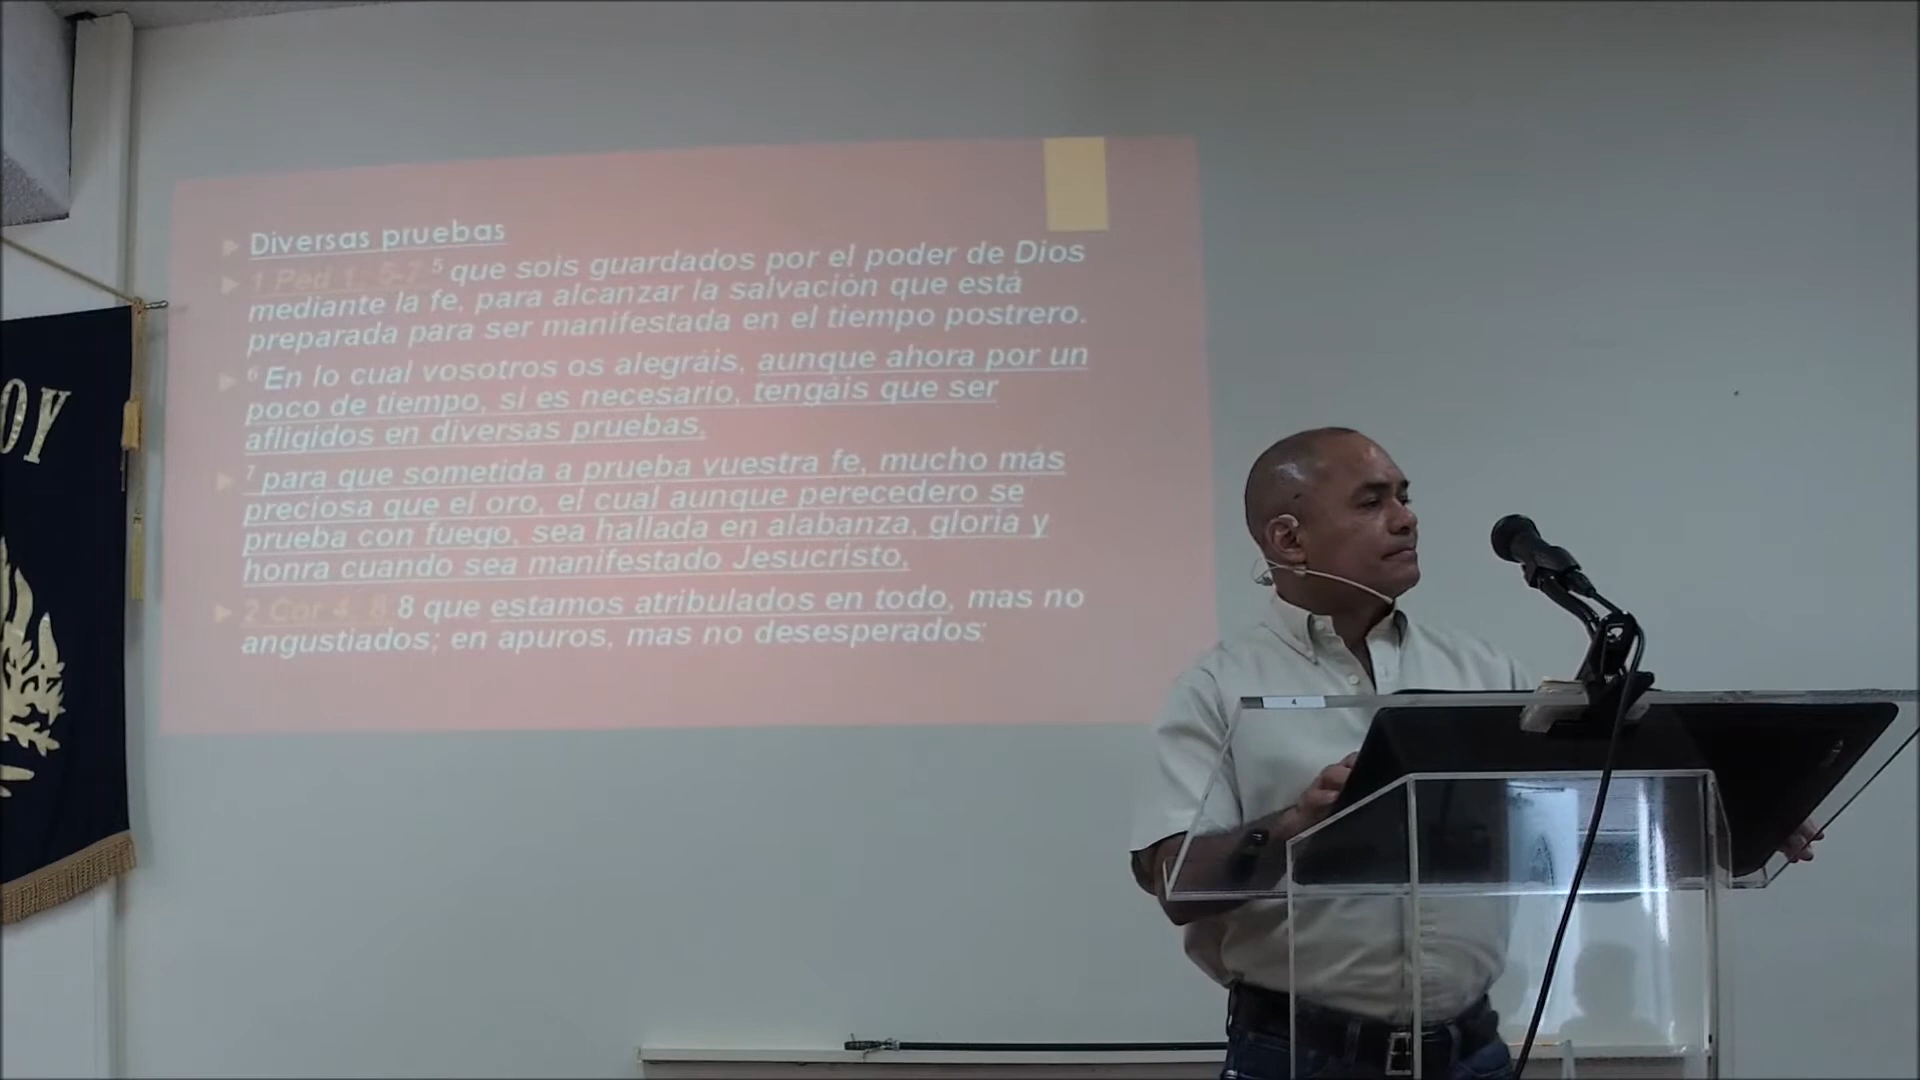 OY
Diversas pruebas
1 Ped 1: 5-7 5 que sois guardados por el poder de Dios
mediante la fe, para alcanzar la salvación que está
preparada para ser manifestada en el tiempo postrero.
6 En lo cual vosotros os alegráis, aunque ahora por un
poco de tiempo, si es necesario, tengáis que ser
afligidos en diversas pruebas,
7 para que sometida a prueba vuestra fe, mucho más
preciosa que el oro, el cual aunque perecedero se
prueba con fuego, sea hallada en alabanza, gloria y
honra cuando sea manifestado Jesucristo,
2 Cor 4: 8 8 que estamos atribulados en todo, mas no
angustiados; en apuros, mas no desesperados;
4